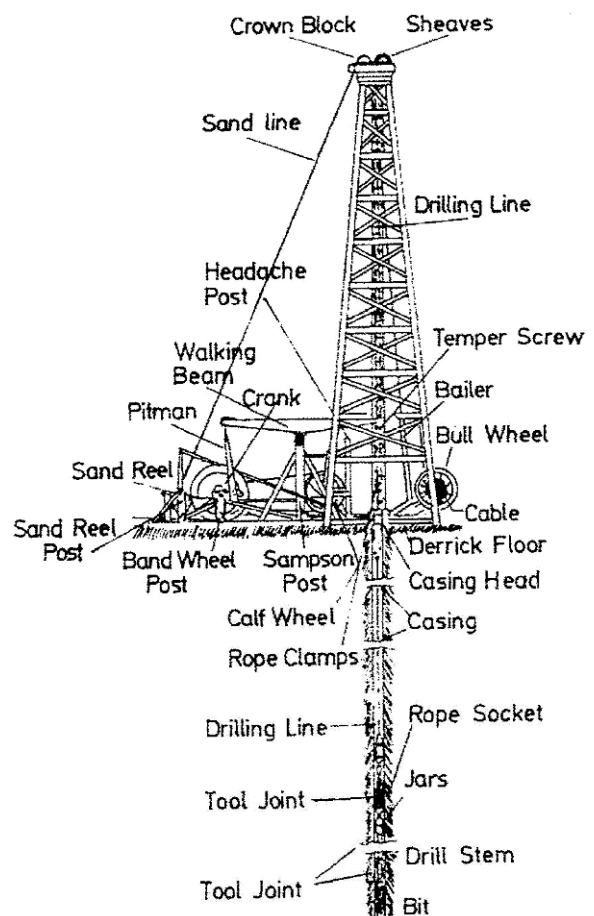 Crown Block
Sheaves
Sand line
Drilling Line
Headache
Post
Temper Screw
Walking
Beam
Bailer
Crank
Pitman
Bull Wheel
Sand Reel
Cable
Sand Reel
Post
Band Wheel
Post
Sampson
Post
Derrick Floor
Casing Head
Calf Wheel
Casing
Rope Clamps
Drilling Line
Rope Socket
Tool Joint
Jars
Drill Stem
Tool Joint
Bit